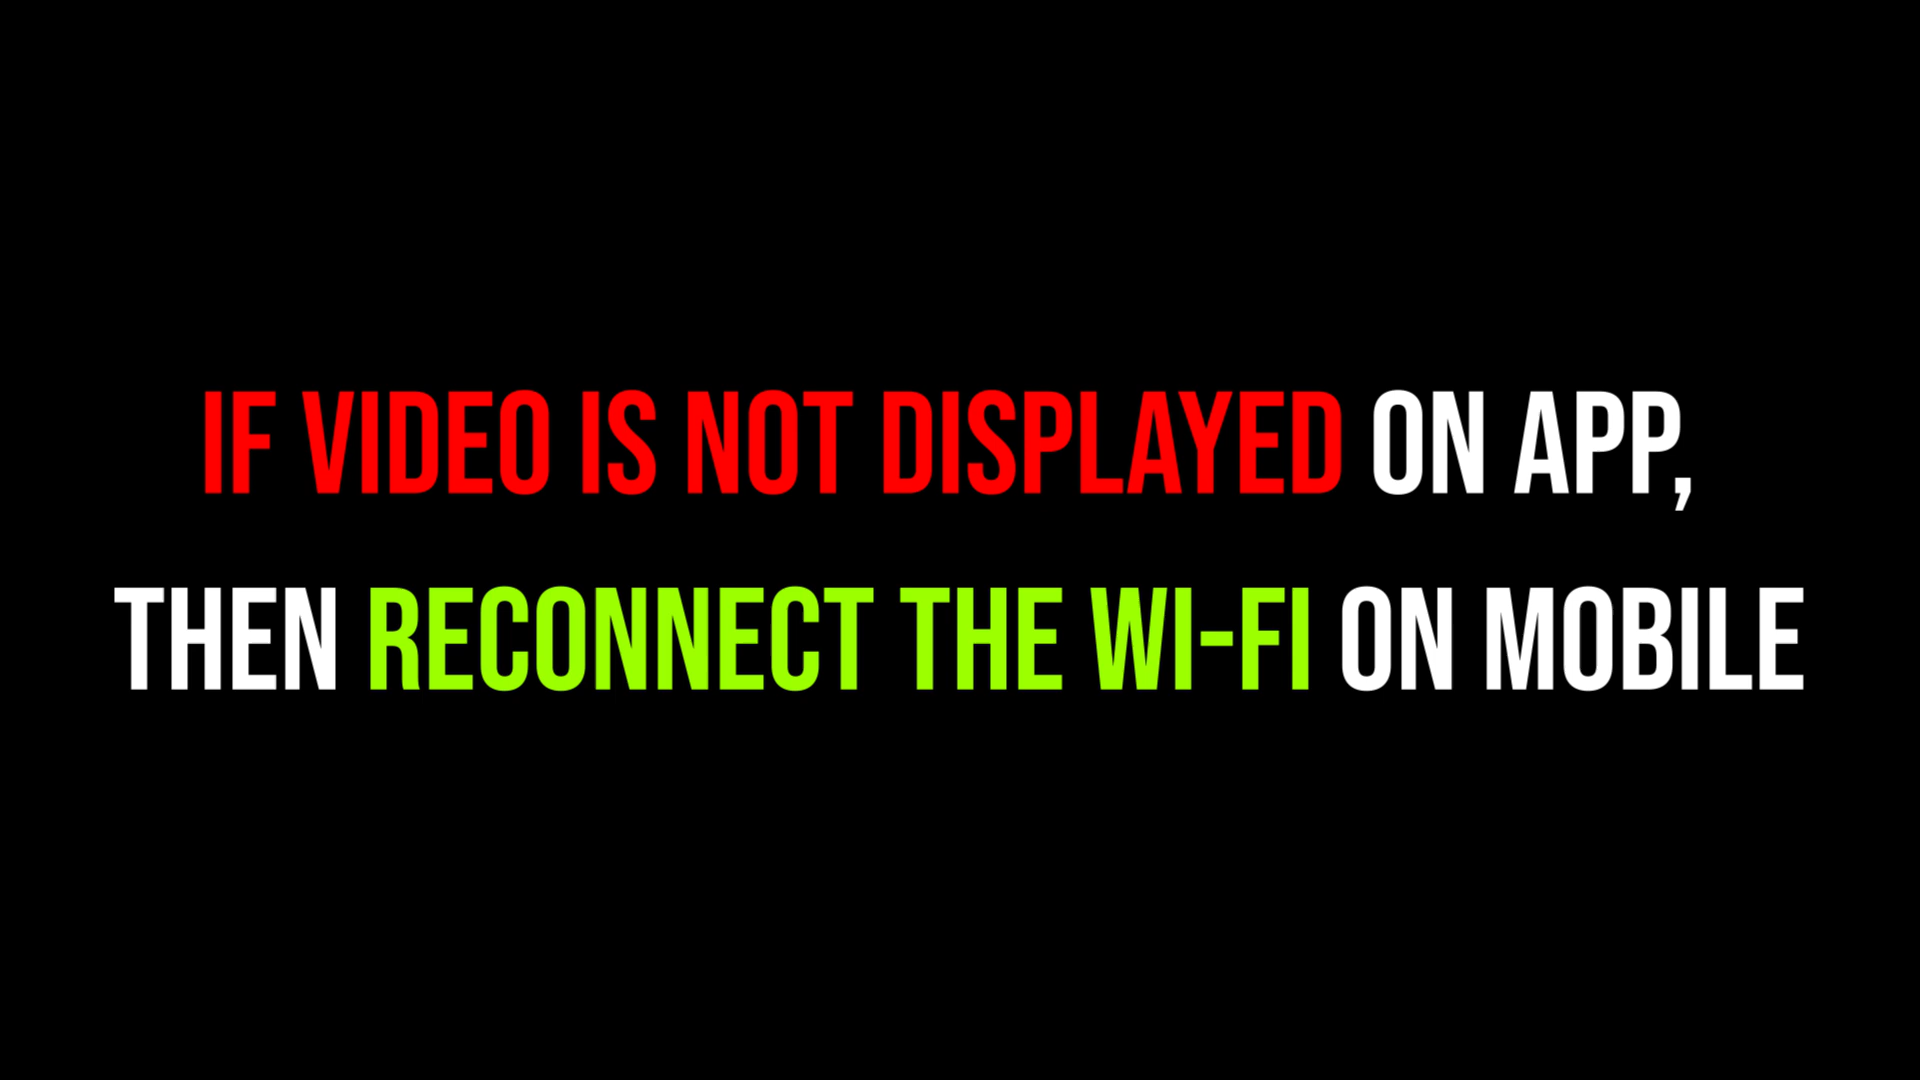 IF VIDEO IS NOT DISPLAYED ON APP,
THEN RECONNECT THE WI-FI ON MOBILE